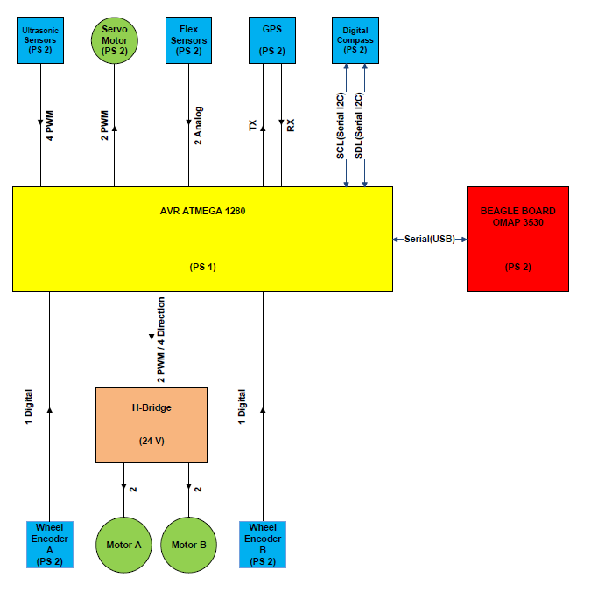 Ultrasonic
Sensors
(PS 2)
Servo
Motor
(PS 2)
Flex
Sensors
(PS 2)
GPS
(PS 2)
Digital
Compass
(PS 2)
4 PWM
2 PWM
2 Analog
TX
RX
SCL(Serial I2C)
SDL(Serial I2C)
AVR ATMEGA 1280
(PS 1)
Serial(USB)
BEAGLE BOARD
OMAP 3530
(PS 2)
1 Digital
2 PWM / 4 Direction
1 Digital
H-Bridge
(24 V)
2
2
Wheel
Encoder
A
(PS 2)
Motor A
Motor B
Wheel
Encoder
B
(PS 2)